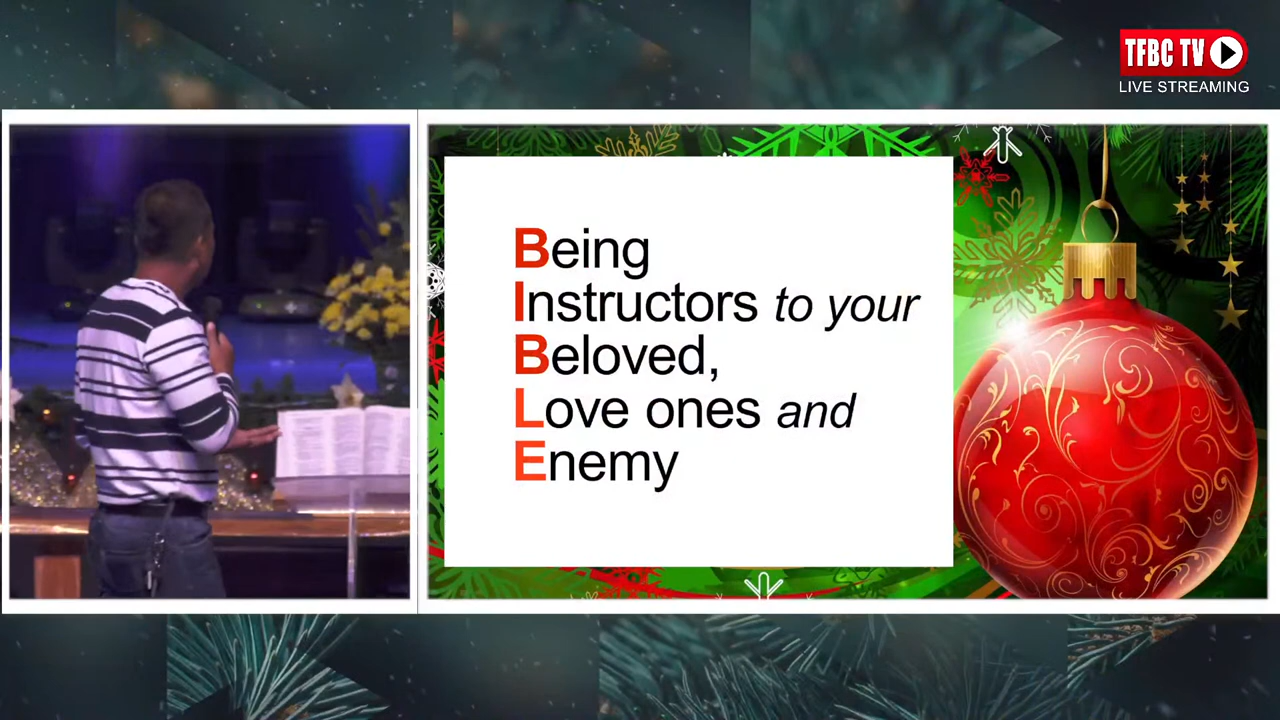 TFBC TV
LIVE STREAMING
Being
Instructors to your
Beloved,
Love ones and
Enemy